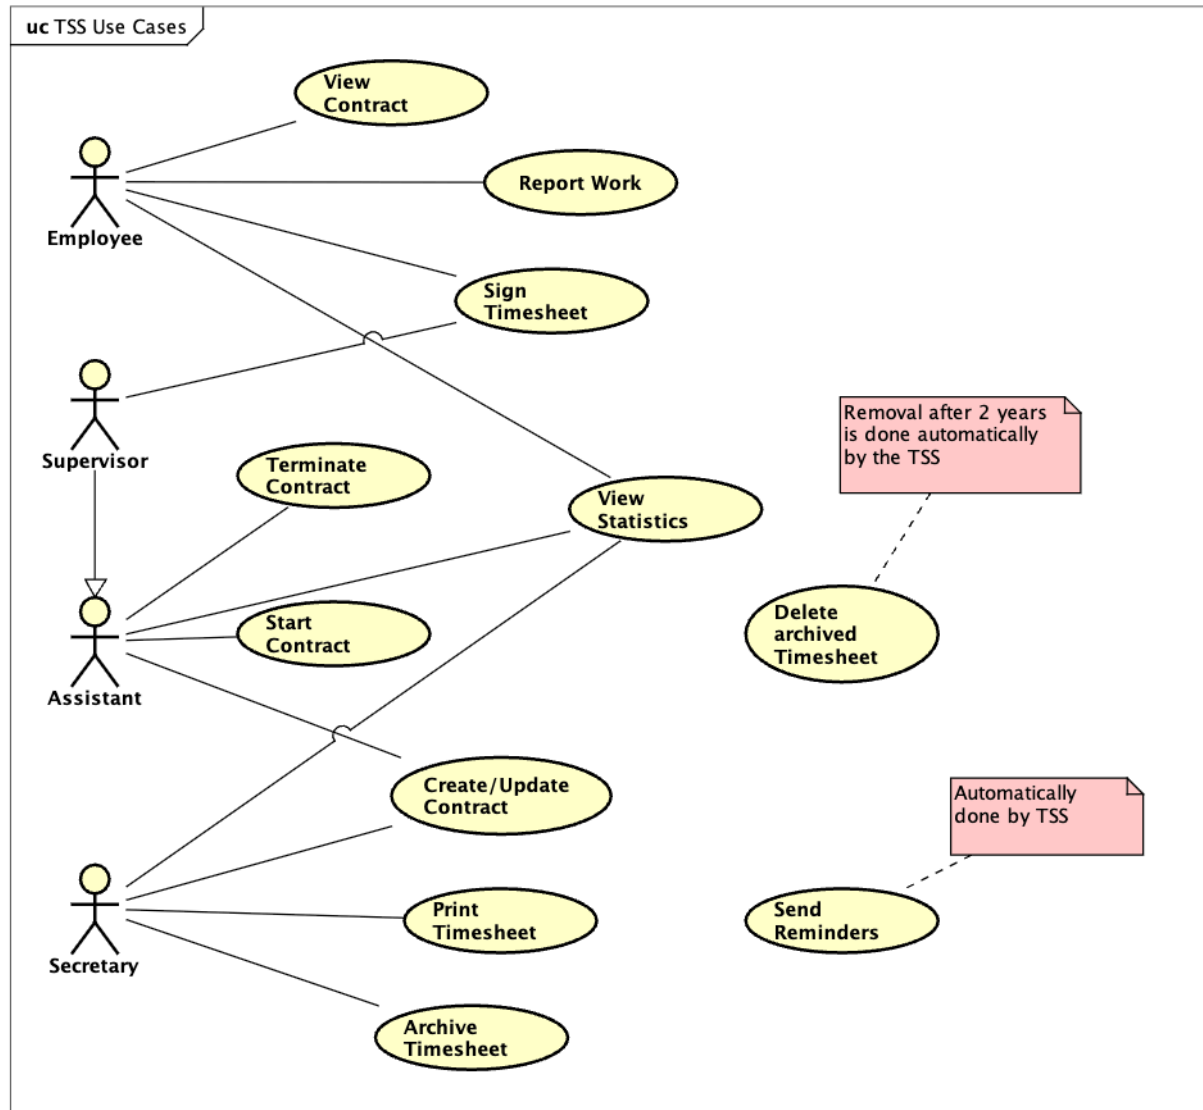 uc TSS Use Cases
View
Contract
Report Work
Employee
Sign
Timesheet
Supervisor
Terminate
Contract
View
Statistics
Removal after 2 years
is done automatically
by the TSS
Start
Contract
Delete
archived
Timesheet
Assistant
Create/Update
Contract
Automatically
done by TSS
Secretary
Print
Timesheet
Send
Reminders
Archive
Timesheet